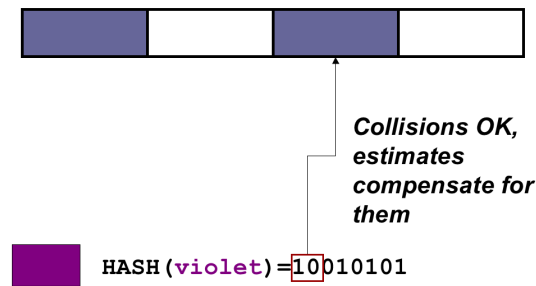 Collisions OK,
estimates
compensate for
them
HASH(violet)=10010101